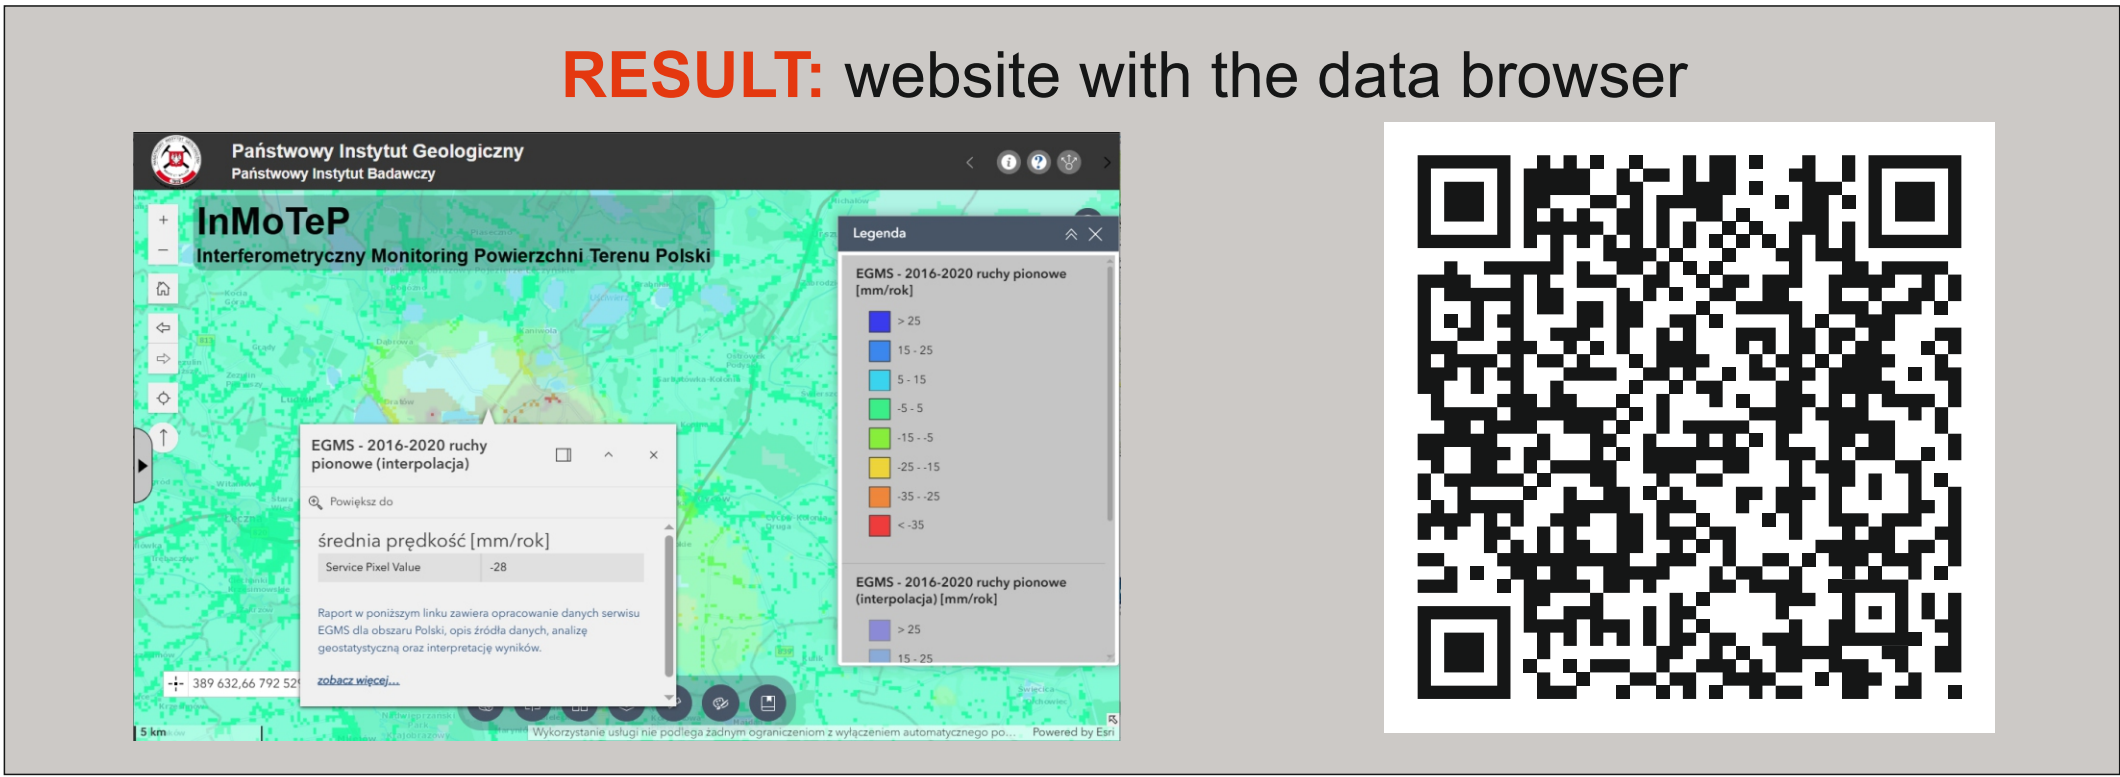 RESULT: website with the data browser
Państwowy Instytut Geologiczny
Państwowy Instytut Badawczy
InMoTeP
Interferometryczny Monitoring Powierzchni Terenu Polski
Legenda
EGMS - 2016-2020 ruchy pionowe
[mm/rok]
> 25
15 - 25
5 - 15
-5 - 5
-15 - -5
-25 - -15
-35 - -25
< -35
EGMS - 2016-2020 ruchy pionowe
(interpolacja) [mm/rok]
> 25
15 - 25
EGMS - 2016-2020 ruchy
pionowe (interpolacja)
Powiększ do
średnia prędkość [mm/rok]
Service Pixel Value -28
Raport w poniższym linku zawiera opracowanie danych serwisu
EGMS dla obszaru Polski, opis źródła danych, analizę
geostatystyczną oraz interpretację wyników.
zobacz więcej...
389 632,66 792 52
5 km
Wykorzystanie usługi nie podlega żadnym ograniczeniom z wyłączeniem automatycznego po... Powered by Esri